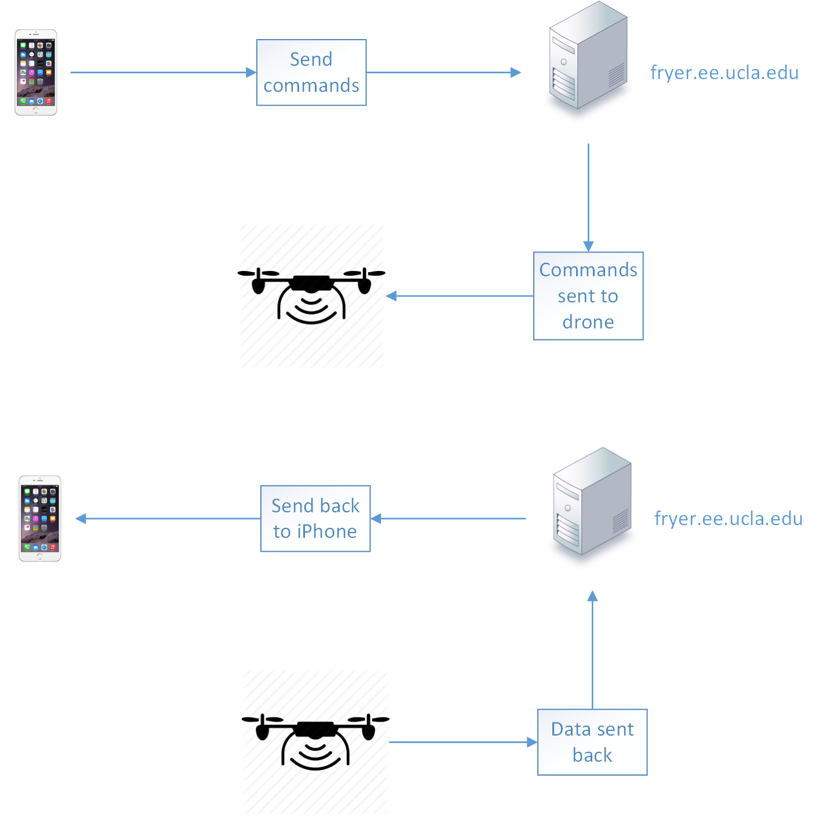 Send
commands
fryer.ee.ucla.edu
Commands
sent to
drone
Send back
to iPhone
fryer.ee.ucla.edu
Data sent
back